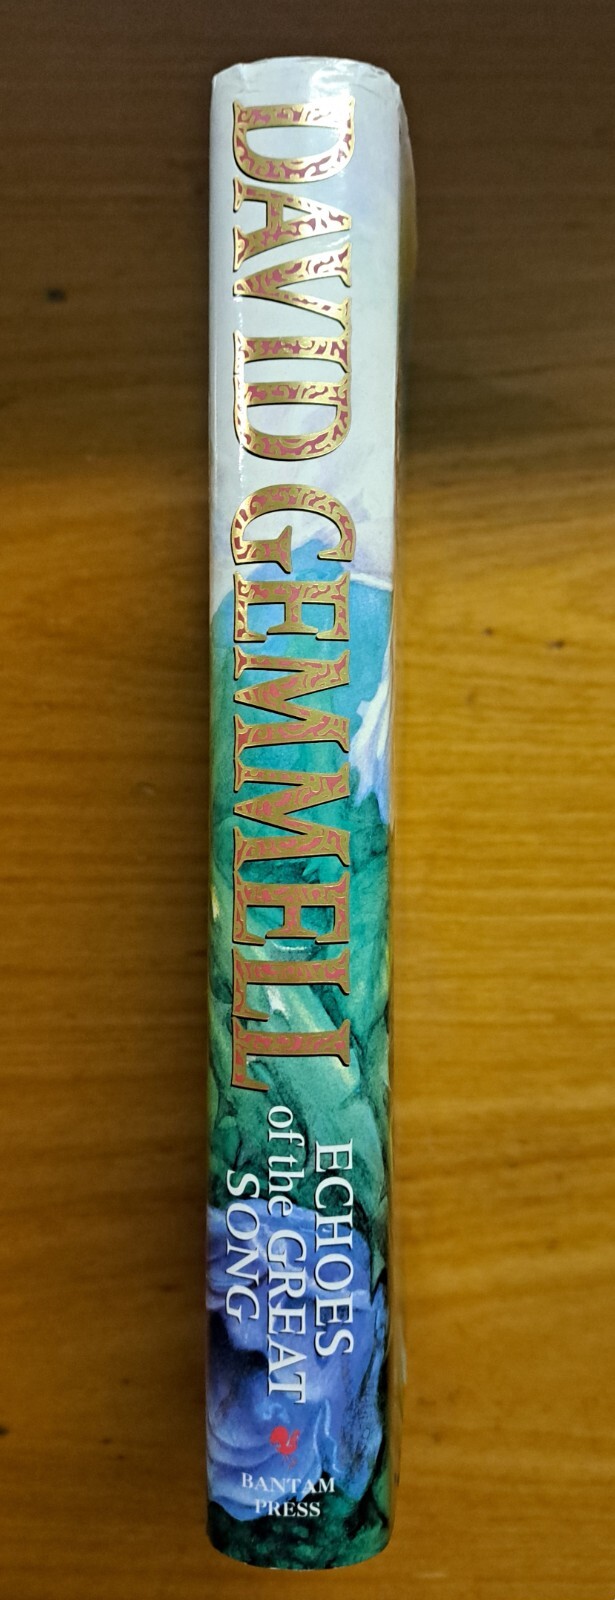 DAVID GEMMELL
ECHOES
of the GREAT
SONG
BANTAM
PRESS